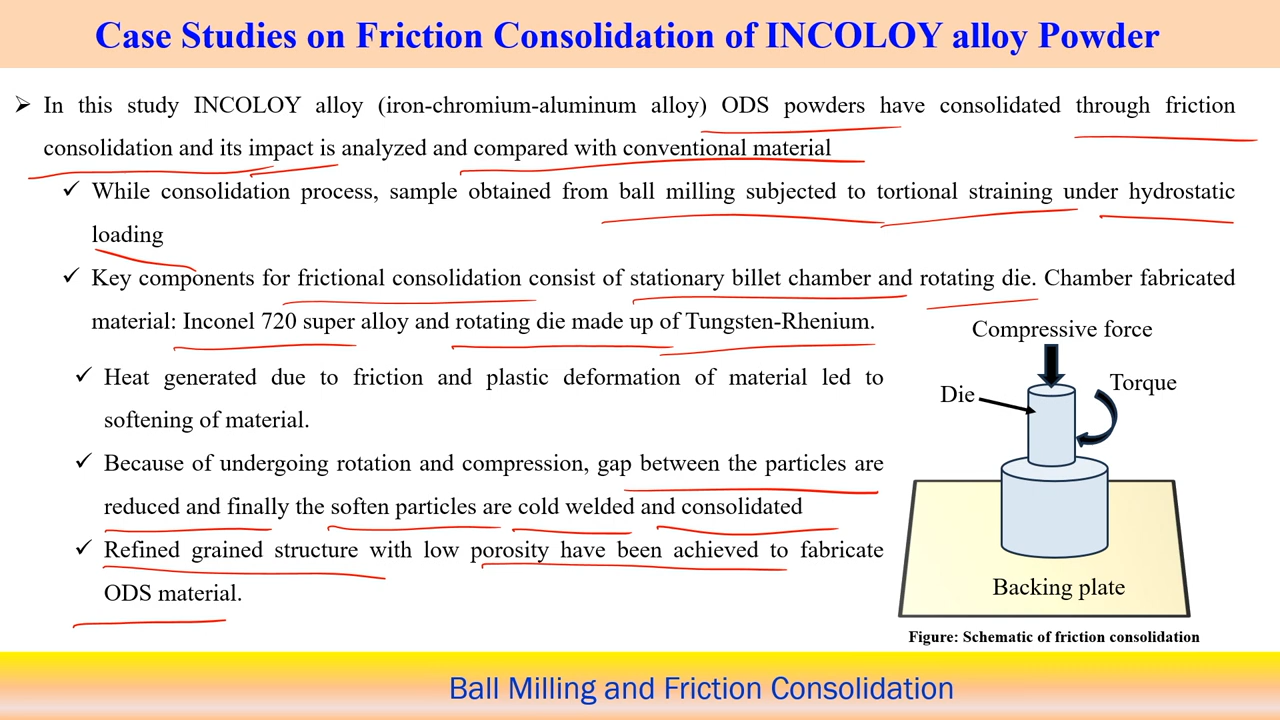 Case Studies on Friction Consolidation of INCOLOY alloy Powder
In this study INCOLOY alloy (iron-chromium-aluminum alloy) ODS powders have consolidated through friction
consolidation and its impact is analyzed and compared with conventional material
While consolidation process, sample obtained from ball milling subjected to tortional straining under hydrostatic
loading
Key components for frictional consolidation consist of stationary billet chamber and rotating die. Chamber fabricated
material: Inconel 720 super alloy and rotating die made up of Tungsten-Rhenium.
Heat generated due to friction and plastic deformation of material led to
softening of material.
Because of undergoing rotation and compression, gap between the particles are
reduced and finally the soften particles are cold welded and consolidated
Refined grained structure with low porosity have been achieved to fabricate
ODS material.
Compressive force
Torque
Die
Backing plate
Figure: Schematic of friction consolidation
Ball Milling and Friction Consolidation